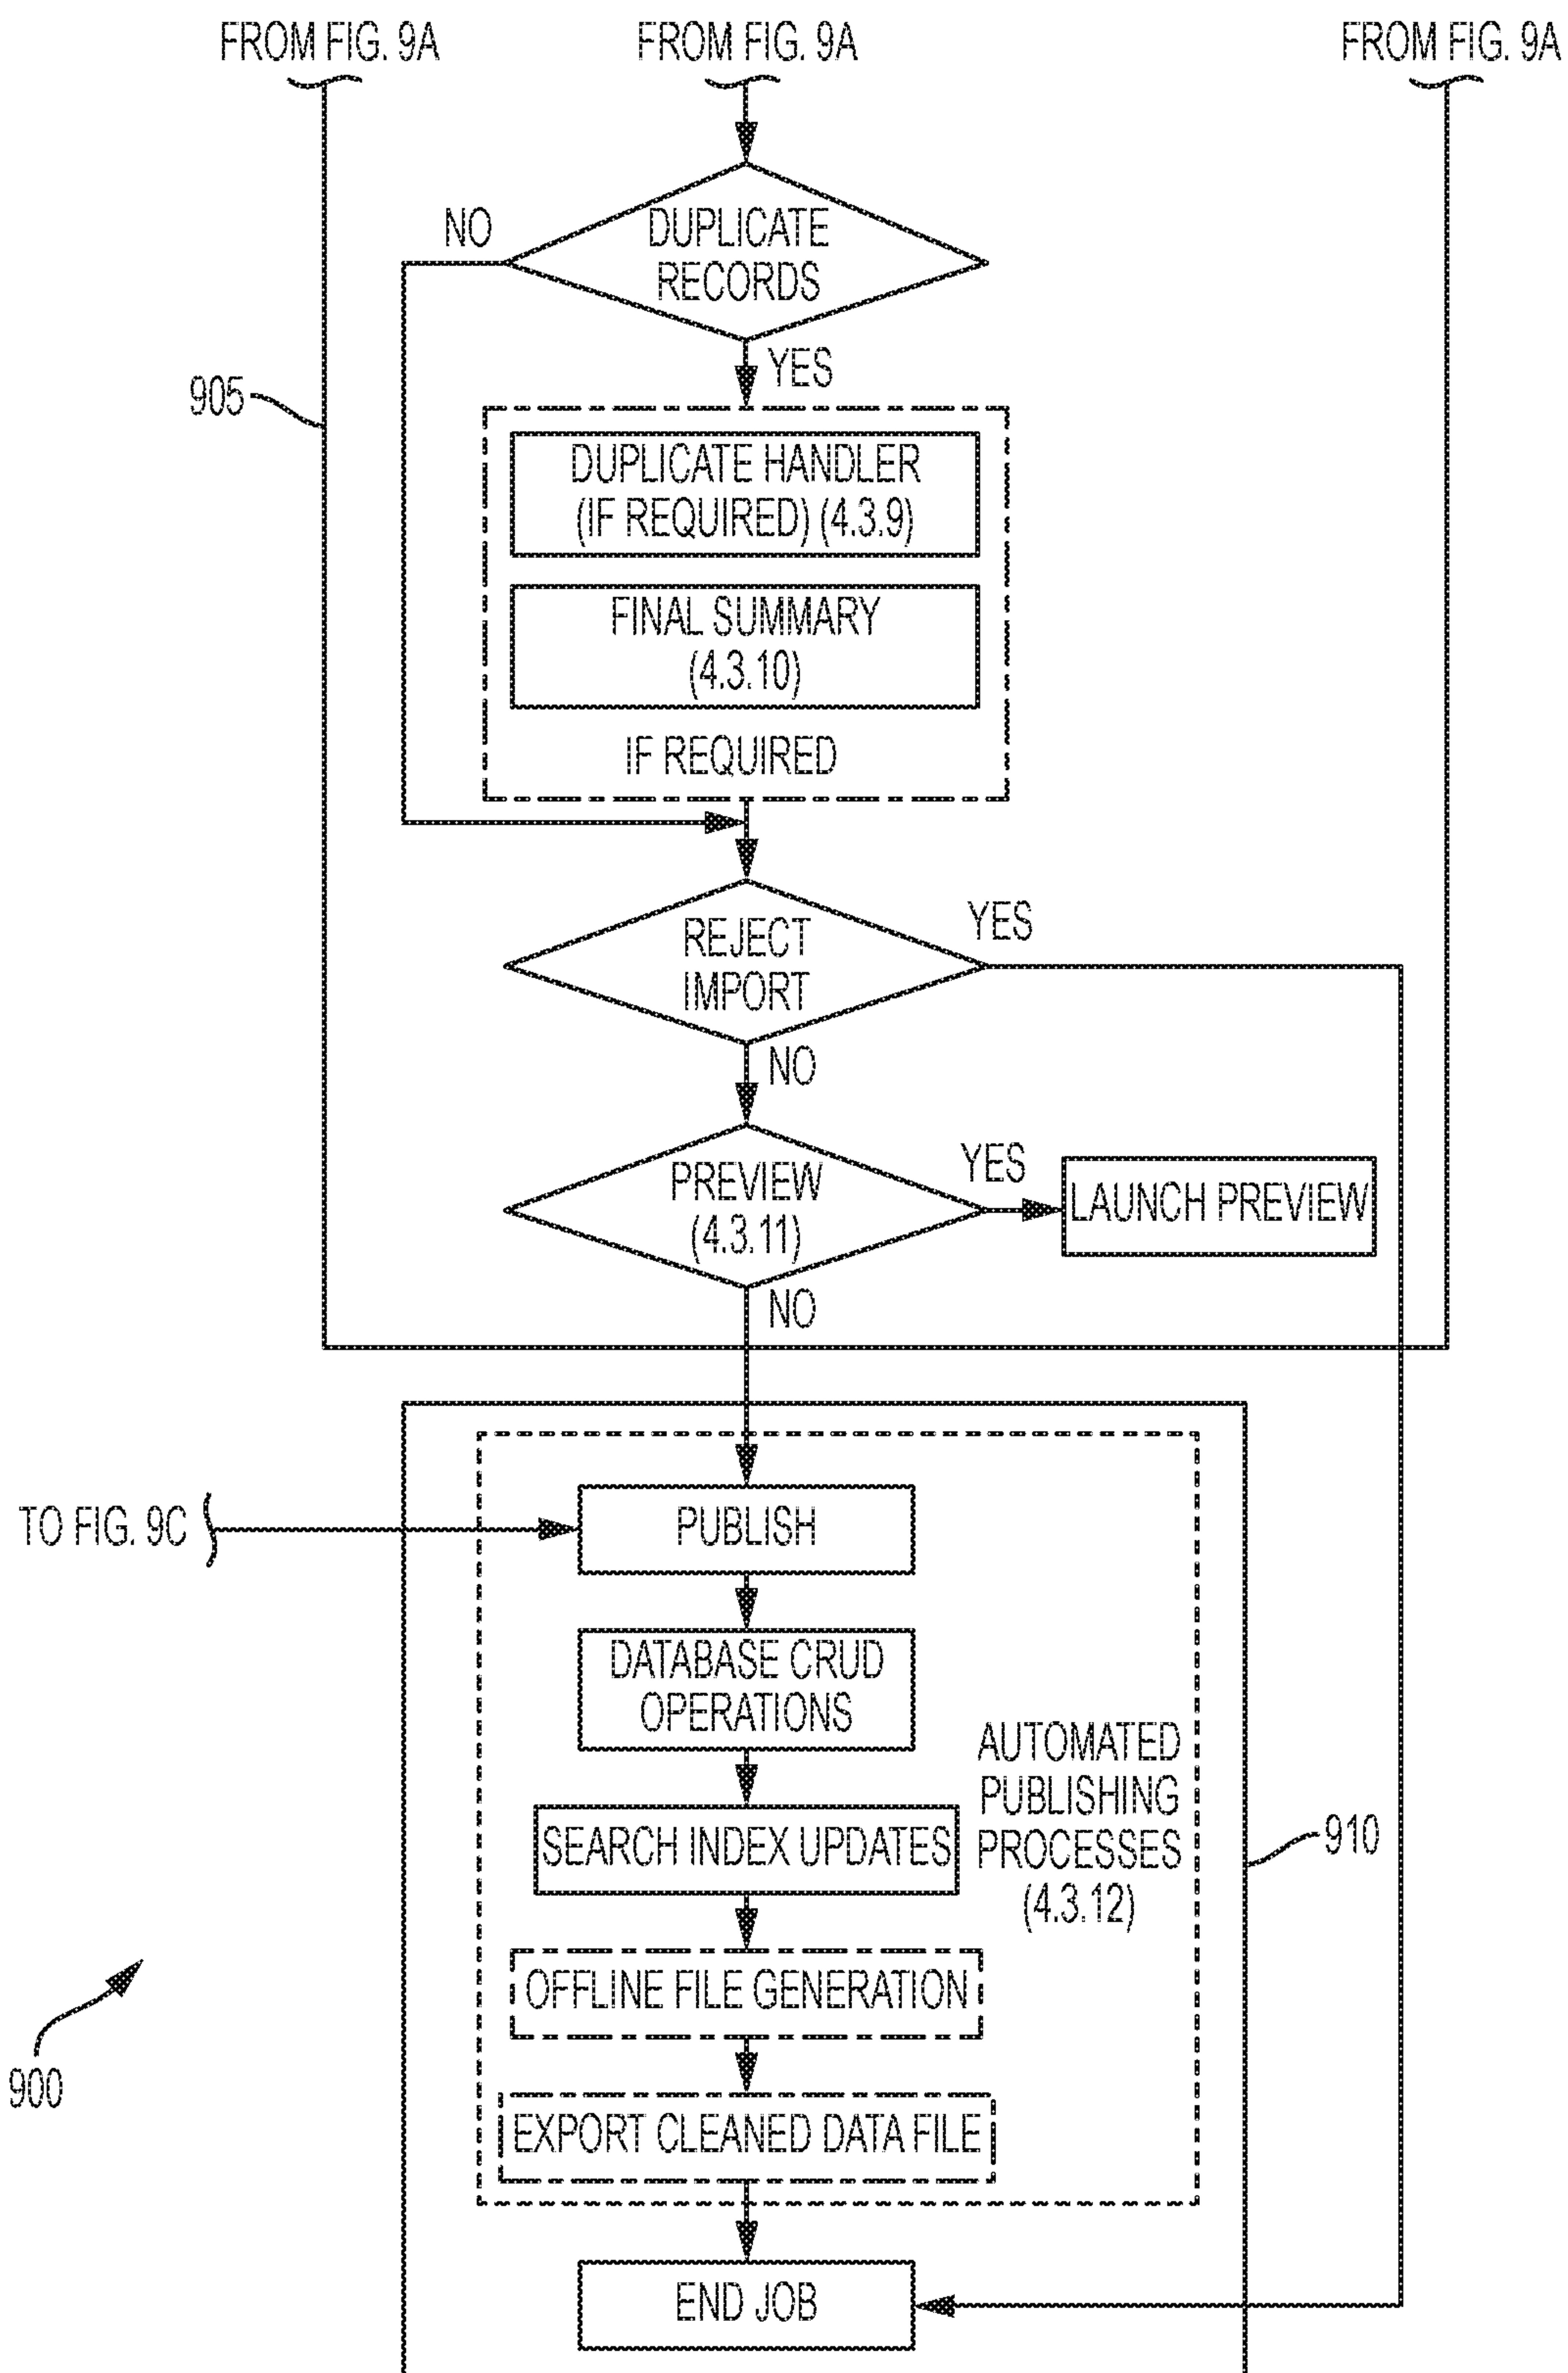 FROM FIG. 9A
FROM FIG. 9A
FROM FIG. 9A
DUPLICATE
RECORDS
NO
YES
905
DUPLICATE HANDLER
(IF REQUIRED) (4.3.9)
FINAL SUMMARY
(4.3.10)
IF REQUIRED
REJECT
IMPORT
YES
NO
PREVIEW
(4.3.11)
YES
LAUNCH PREVIEW
NO
TO FIG. 9C
PUBLISH
DATABASE CRUD
OPERATIONS
SEARCH INDEX UPDATES
AUTOMATED
PUBLISHING
PROCESSES
(4.3.12)
910
OFFLINE FILE GENERATION
900
EXPORT CLEANED DATA FILE
END JOB